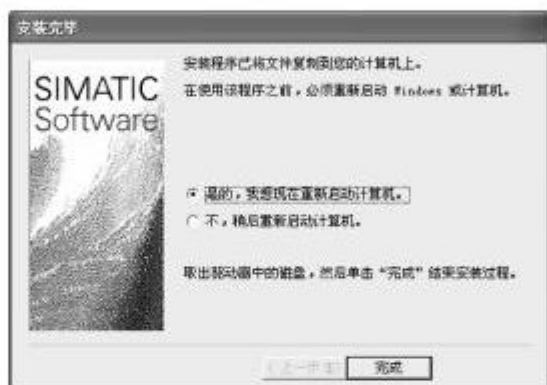 安装完毕
SIMATIC
Software
安装程序已将文件复制到您的计算机上。
在使用该程序之前，必须重新启动 Windows 或计算机。
是的，我想现在重新启动计算机。
不，稍后重新启动计算机。
取出驱动器中的磁盘，然后单击“完成”结束安装过程。
<上一步
完成